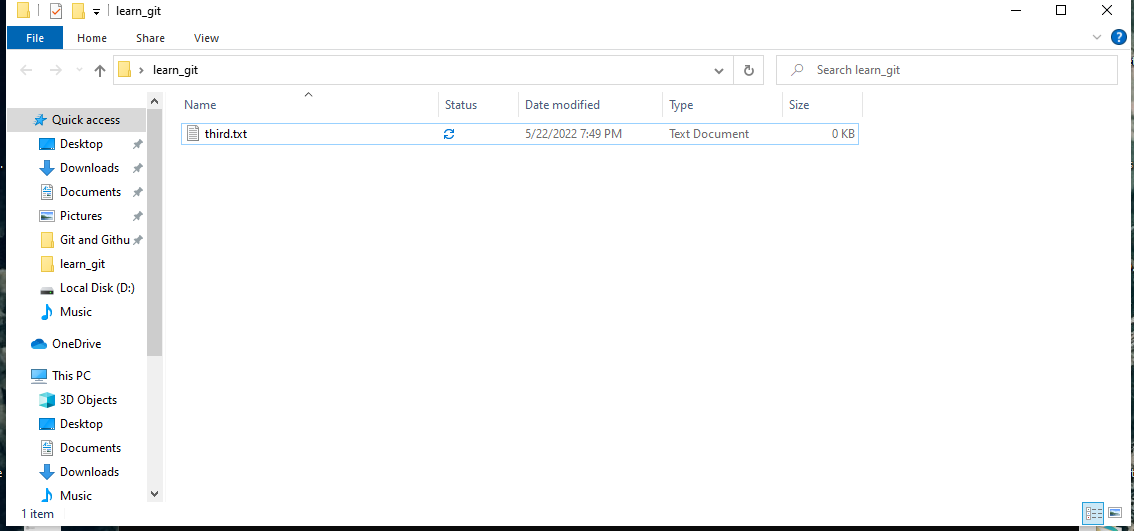 learn_git
File Home Share View
learn_git Search learn_git
Name Status Date modified Type Size
third.txt 5/22/2022 7:49 PM Text Document 0 KB
Quick access
Desktop
Downloads
Documents
Pictures
Git and Githu
learn_git
Local Disk (D:)
Music
OneDrive
This PC
3D Objects
Desktop
Documents
Downloads
Music
1 item